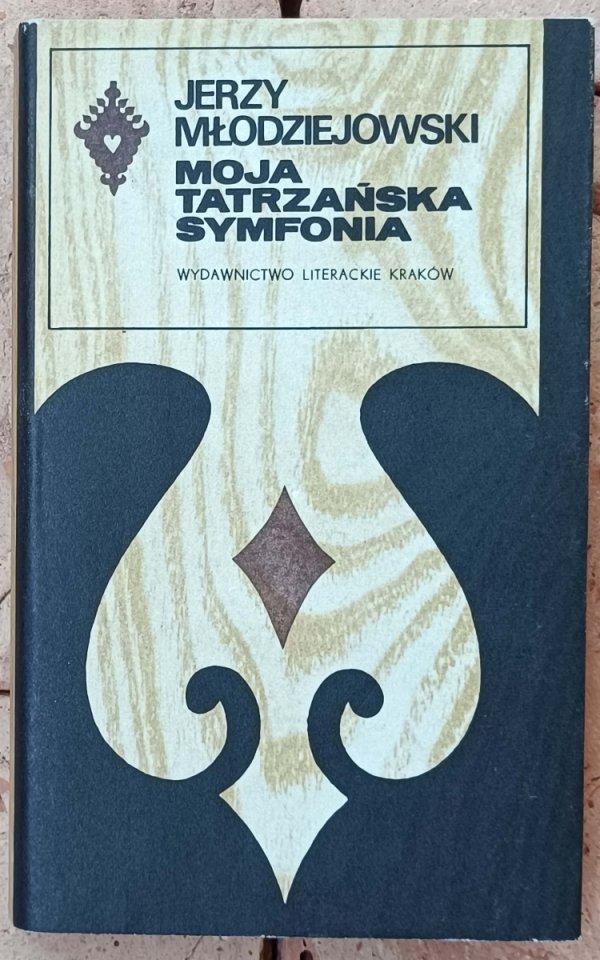 JERZY
MŁODZIEJOWSKI
MOJA
TATRZAŃSKA
SYMFONIA
WYDAWNICTWO LITERACKIE KRAKÓW